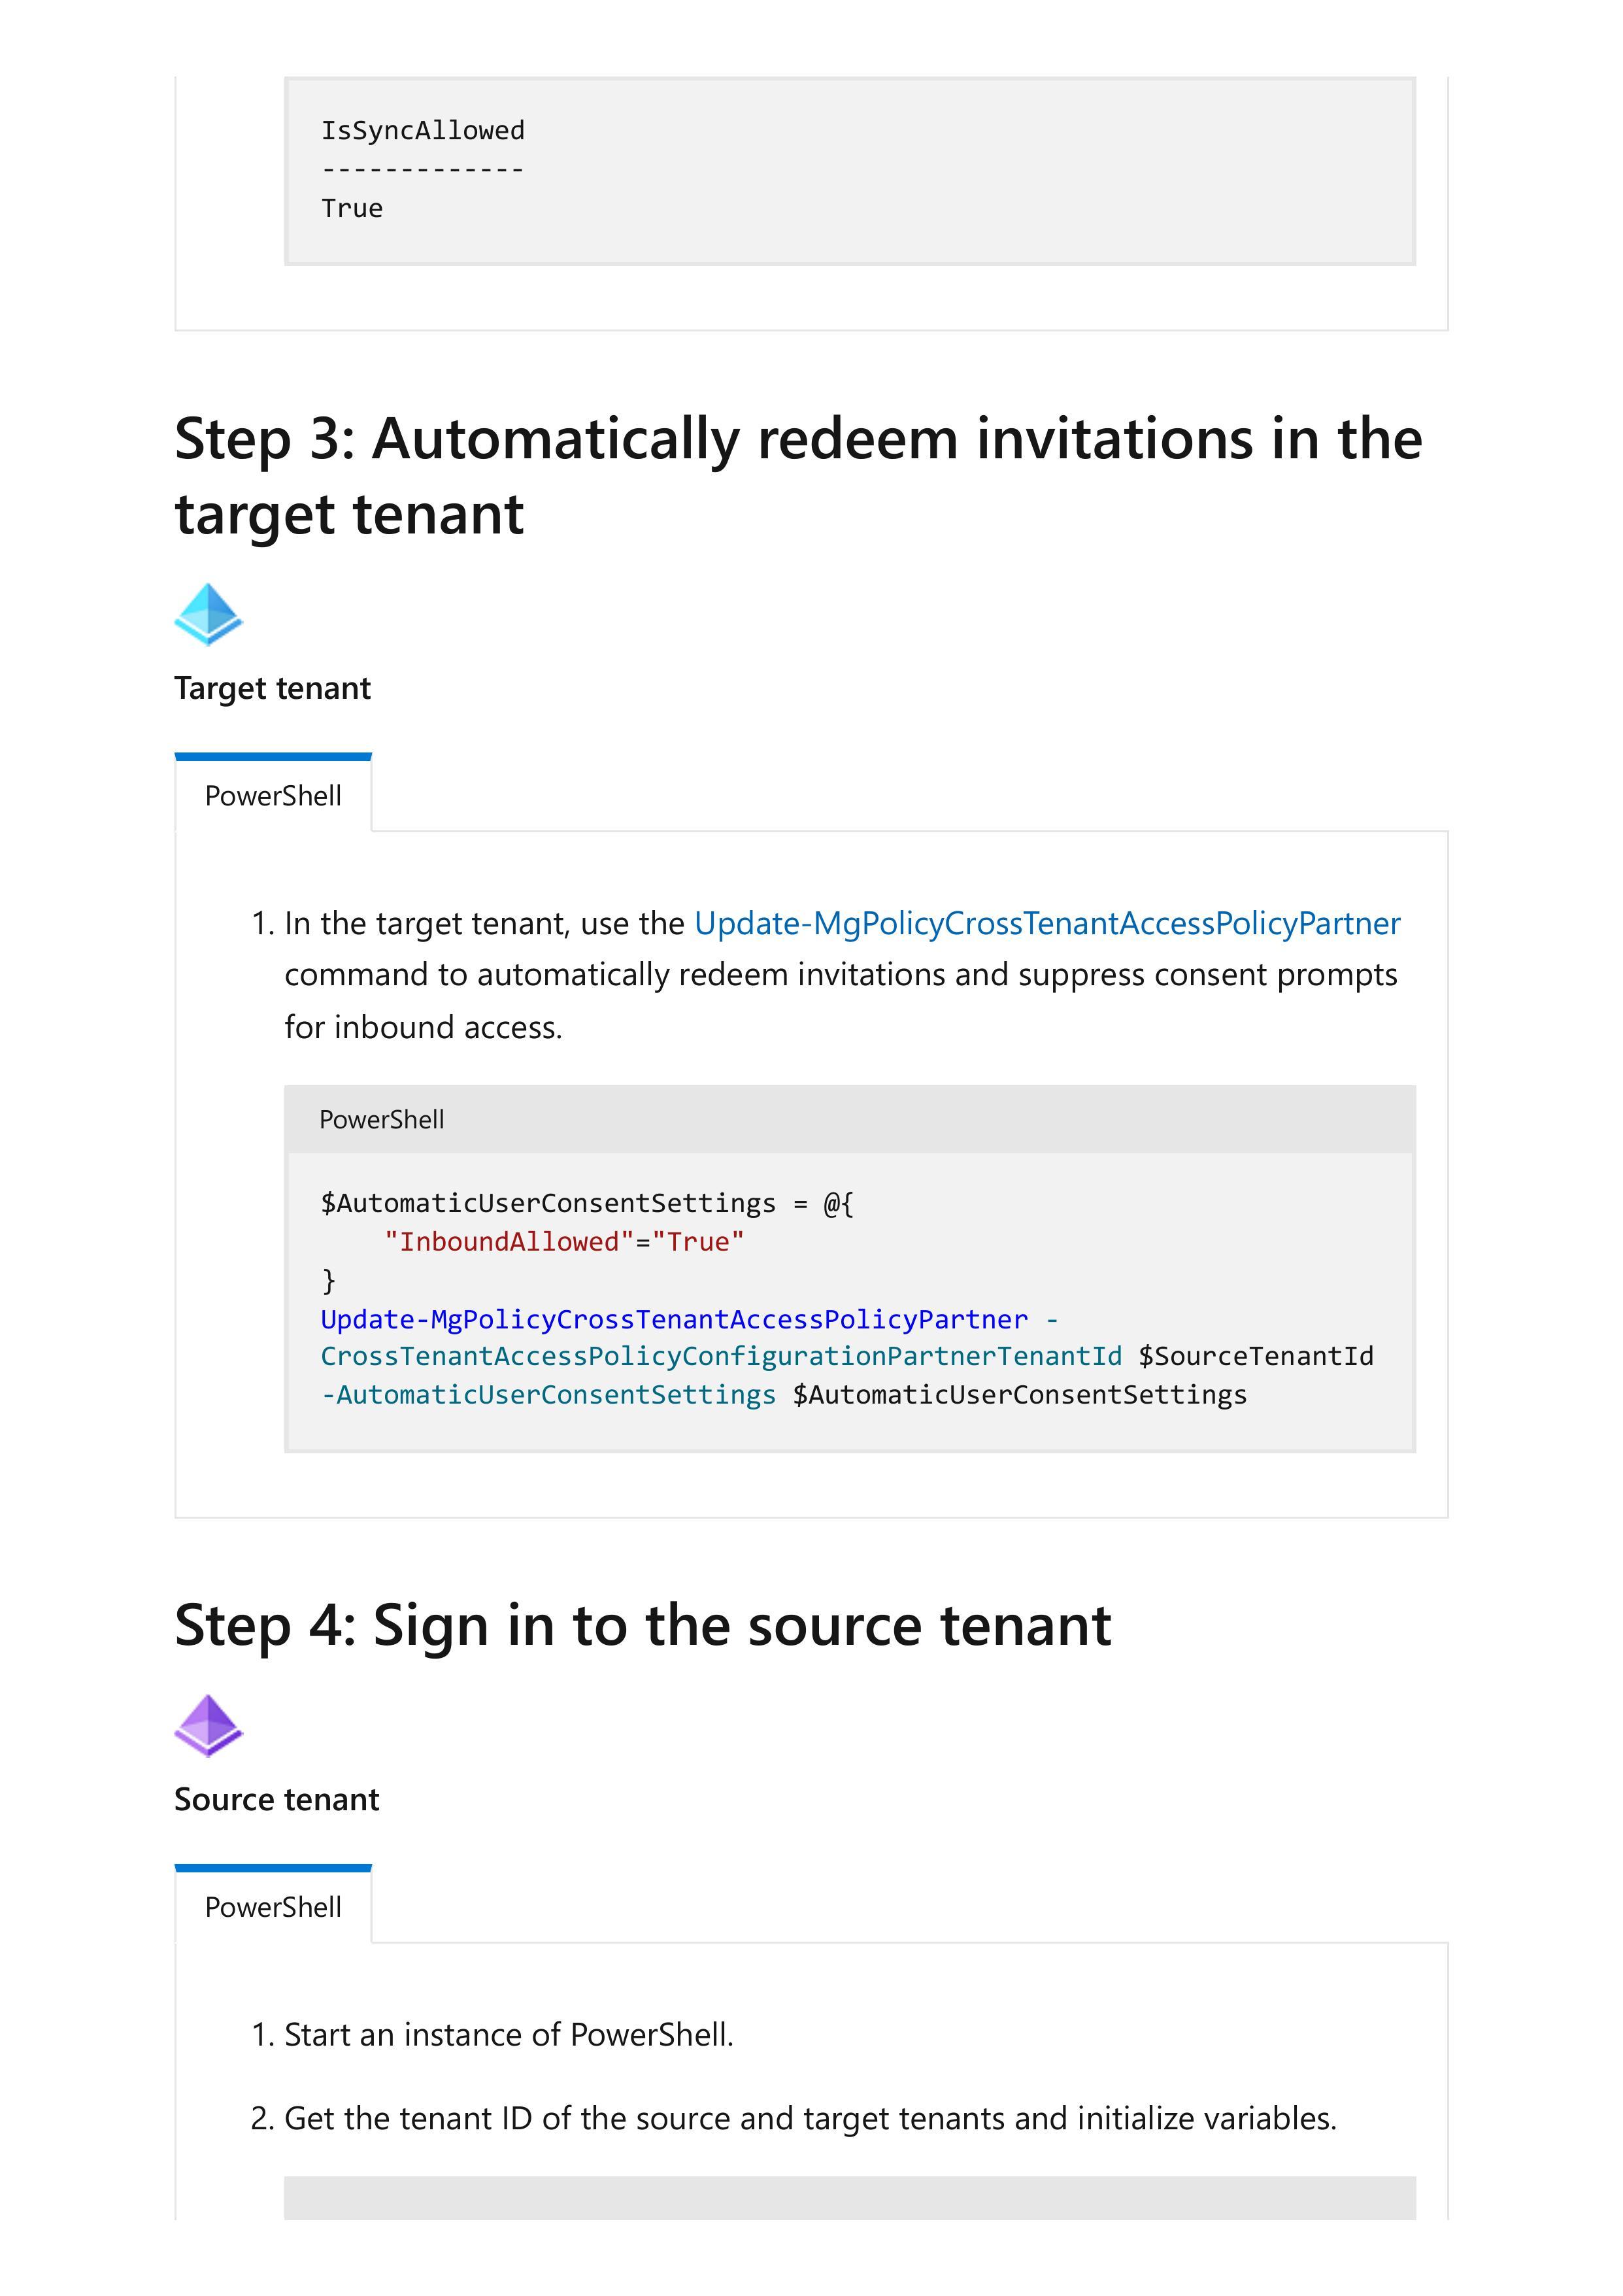 IsSyncAllowed
-------------
True
Step 3: Automatically redeem invitations in the
target tenant
Target tenant
PowerShell
1. In the target tenant, use the Update-MgPolicyCrossTenantAccessPolicyPartner
command to automatically redeem invitations and suppress consent prompts
for inbound access.
PowerShell
$AutomaticUserConsentSettings = @{
    "InboundAllowed"="True"
}
Update-MgPolicyCrossTenantAccessPolicyPartner -
CrossTenantAccessPolicyConfigurationPartnerTenantId $SourceTenantId
-AutomaticUserConsentSettings $AutomaticUserConsentSettings
Step 4: Sign in to the source tenant
Source tenant
PowerShell
1. Start an instance of PowerShell.
2. Get the tenant ID of the source and target tenants and initialize variables.